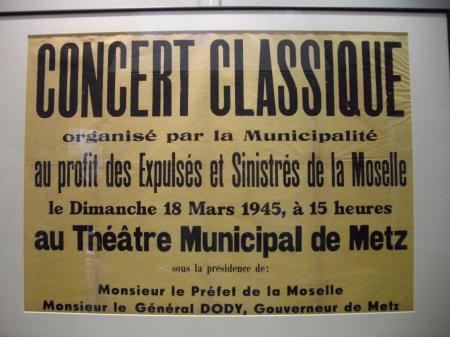 CONCERT CLASSIQUE
organisé par la Municipalité
au profit des Expulsés et Sinistrés de la Moselle
le Dimanche 18 Mars 1945, à 15 heures
au Théâtre Municipal de Metz
sous la présidence de:
Monsieur le Préfet de la Moselle
Monsieur le Général DODY, Gouverneur de Metz